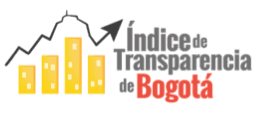 Índice de
Transparencia
de Bogotá